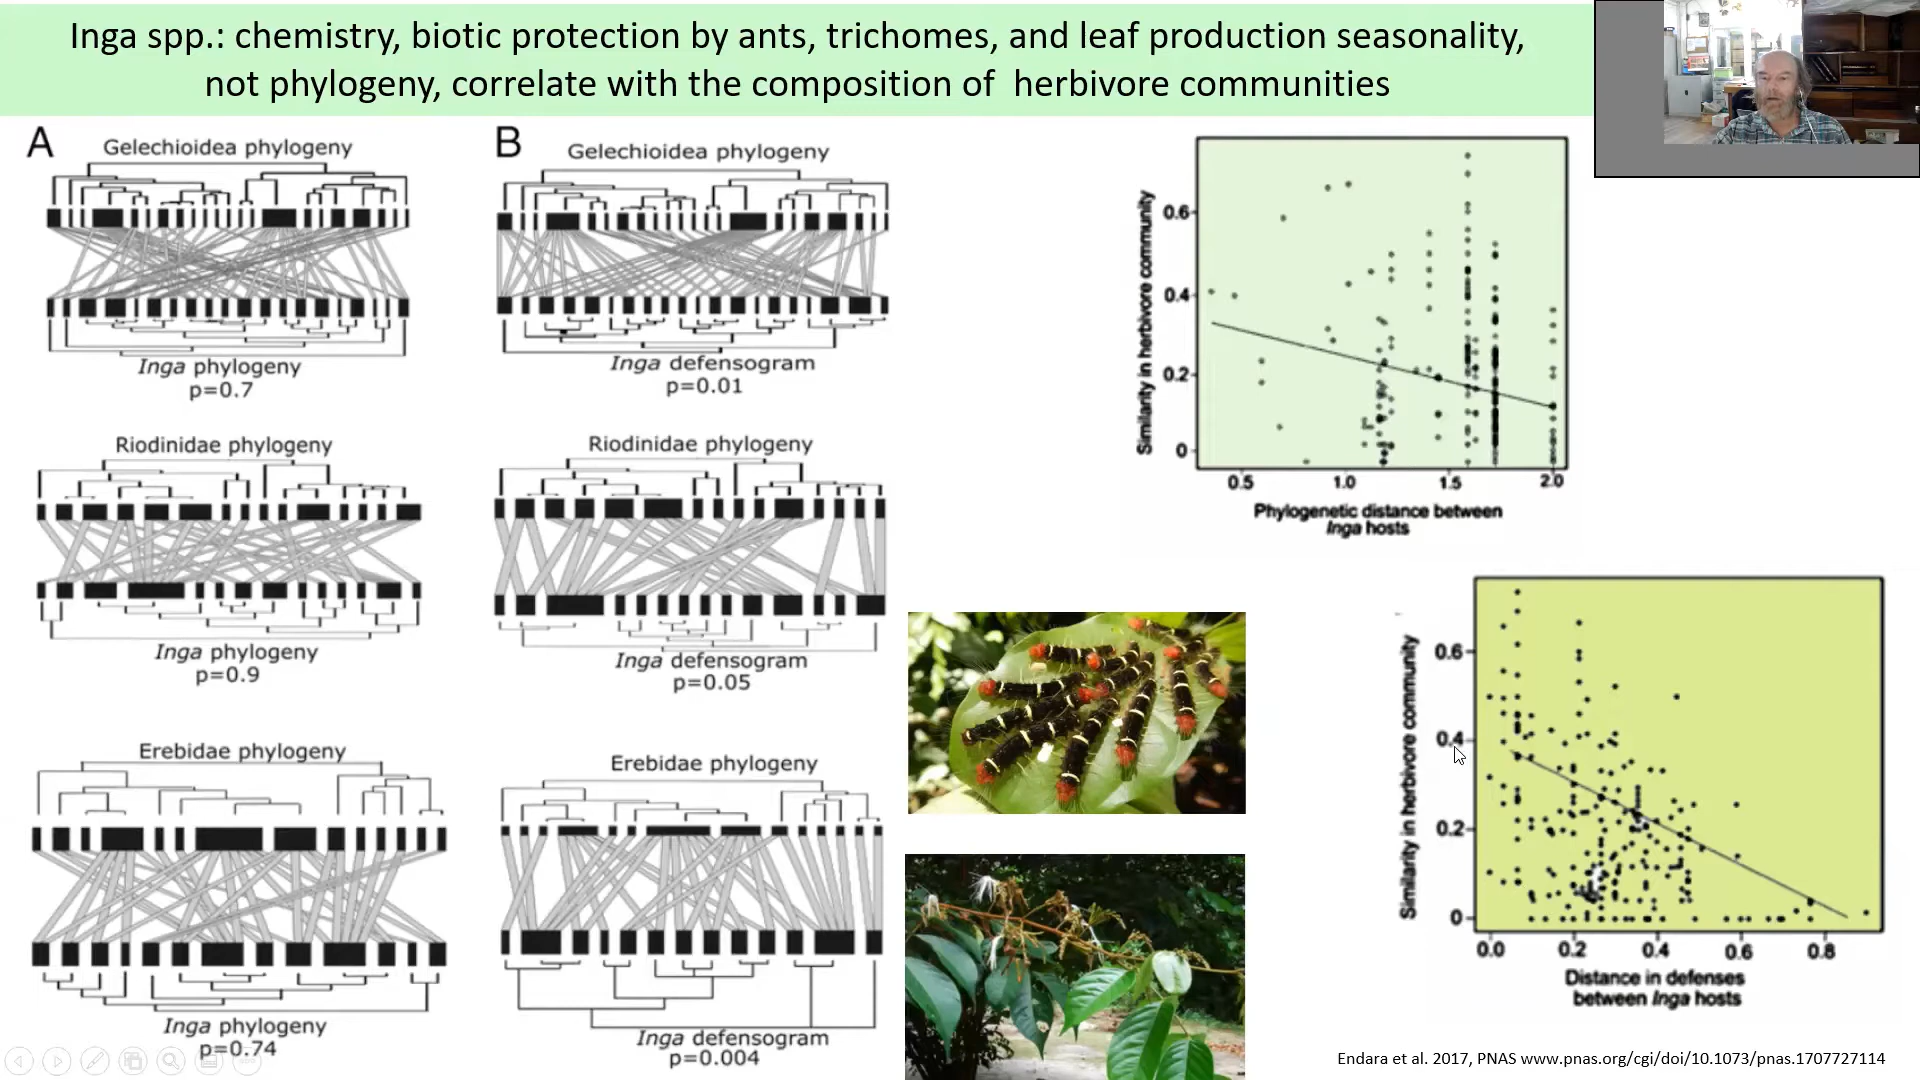 Inga spp.: chemistry, biotic protection by ants, trichomes, and leaf production seasonality,
not phylogeny, correlate with the composition of herbivore communities
A
Gelechioidea phylogeny
Inga phylogeny
p=0.7
Riodinidae phylogeny
Inga phylogeny
p=0.9
Erebidae phylogeny
Inga phylogeny
p=0.74
B
Gelechioidea phylogeny
Inga defensogram
p=0.01
Riodinidae phylogeny
Inga defensogram
p=0.05
Erebidae phylogeny
Inga defensogram
p=0.004
Similarity in herbivore community
0.6
0.4
0.2
0
0.5 1.0 1.5 2.0
Phylogenetic distance between
Inga hosts
Similarity in herbivore community
0.6
0.4
0.2
0
0.0 0.2 0.4 0.6 0.8
Distance in defenses
between Inga hosts
Endara et al. 2017, PNAS www.pnas.org/cgi/doi/10.1073/pnas.1707727114